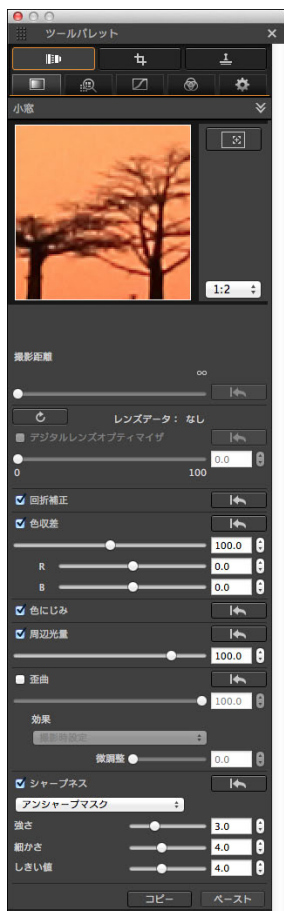 ツールパレット
小窓
1:2
撮影距離
∞
レンズデータ： なし
デジタルレンズオプティマイザ
0.0
0 100
回折補正
色収差
100.0
R 0.0
B 0.0
色にじみ
周辺光量
100.0
歪曲
100.0
効果
撮影時設定
微調整 0.0
シャープネス
アンシャープマスク
強さ 3.0
細かさ 4.0
しきい値 4.0
コピー ペースト